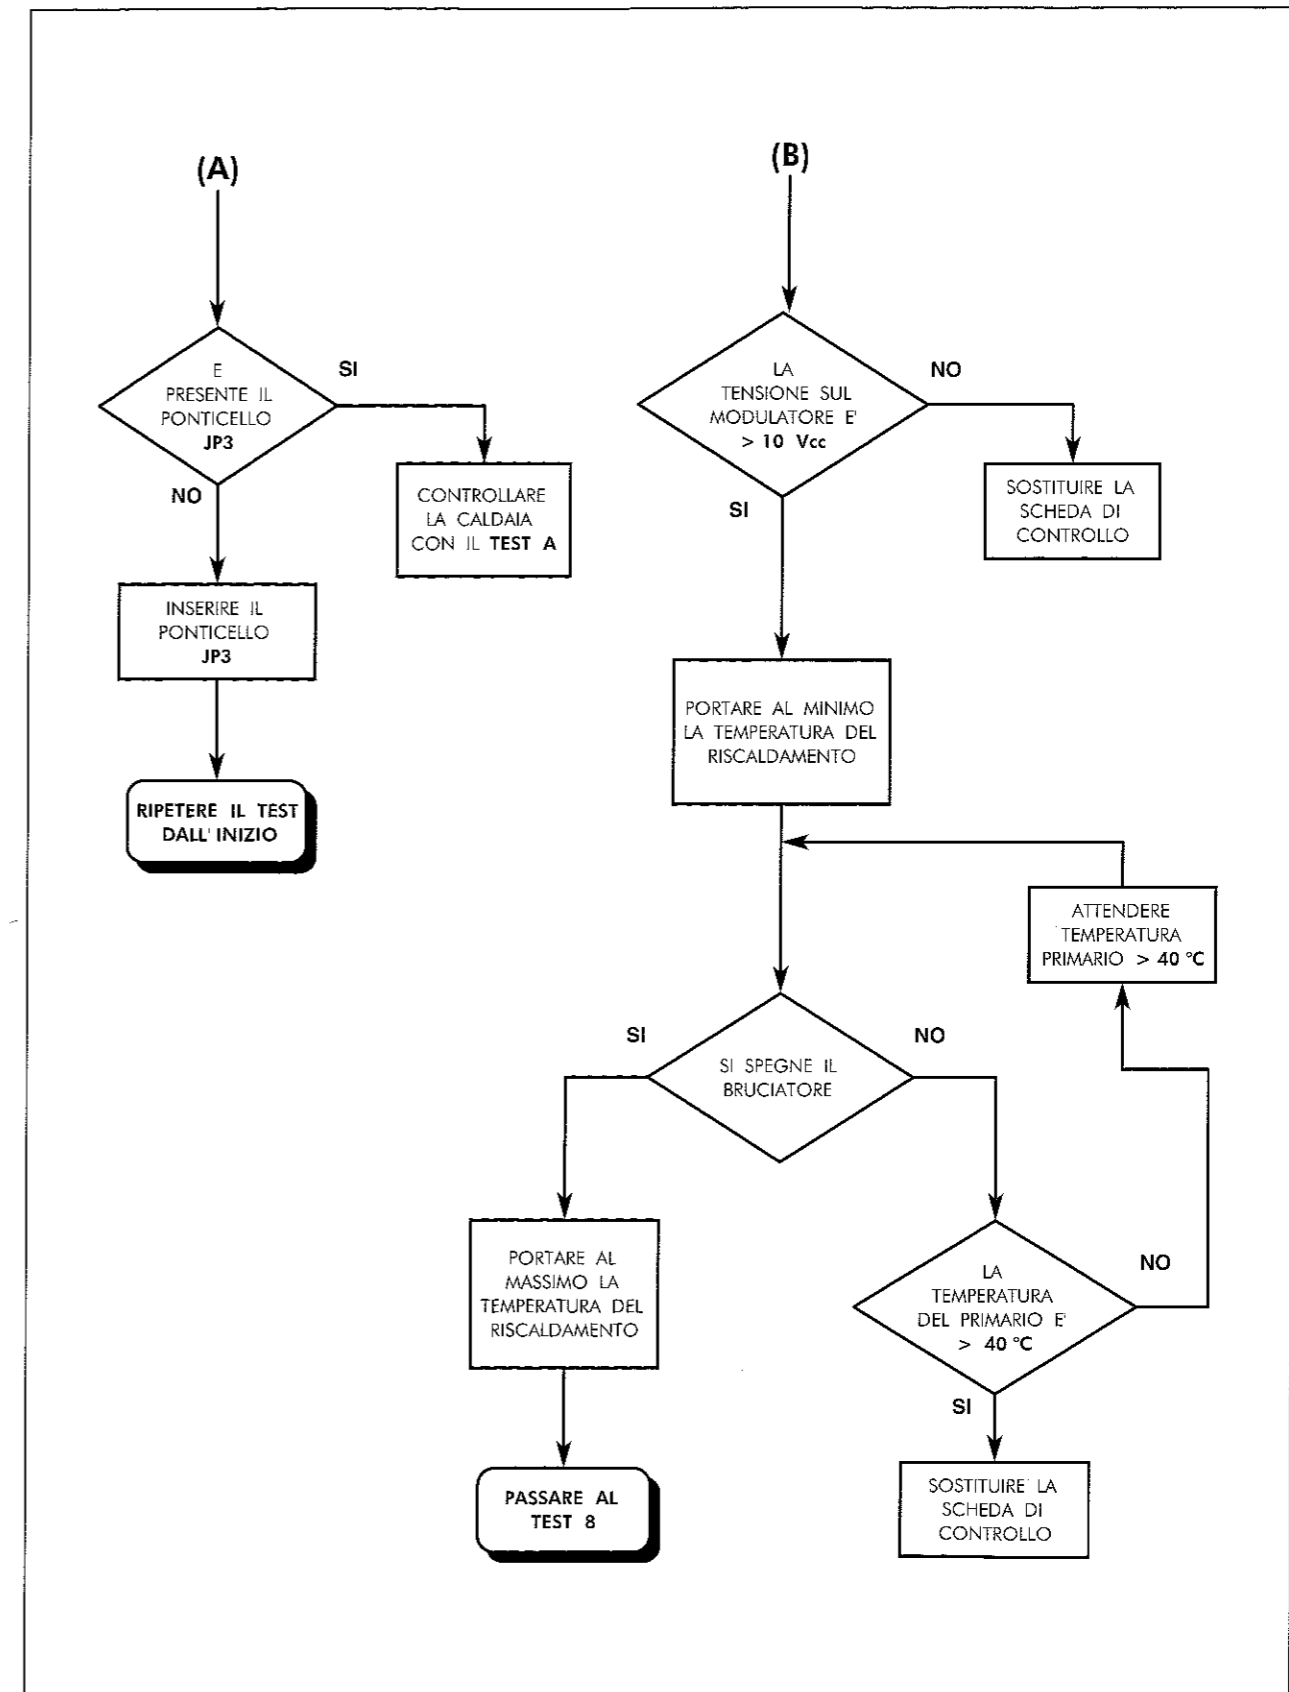 (A)
E
PRESENTE IL
PONTICELLO
JP3
SI
NO
CONTROLLARE
LA CALDAIA
CON IL TEST A
INSERIRE IL
PONTICELLO
JP3
RIPETERE IL TEST
DALL'INIZIO
(B)
LA
TENSIONE SUL
MODULATORE E'
> 10 Vcc
NO
SI
SOSTITUIRE LA
SCHEDA DI
CONTROLLO
PORTARE AL MINIMO
LA TEMPERATURA DEL
RISCALDAMENTO
ATTENDERE
TEMPERATURA
PRIMARIO > 40 °C
SI
NO
SI SPEGNE IL
BRUCIATORE
PORTARE AL
MASSIMO LA
TEMPERATURA DEL
RISCALDAMENTO
LA
TEMPERATURA
DEL PRIMARIO E'
> 40 °C
NO
SI
PASSARE AL
TEST 8
SOSTITUIRE LA
SCHEDA DI
CONTROLLO